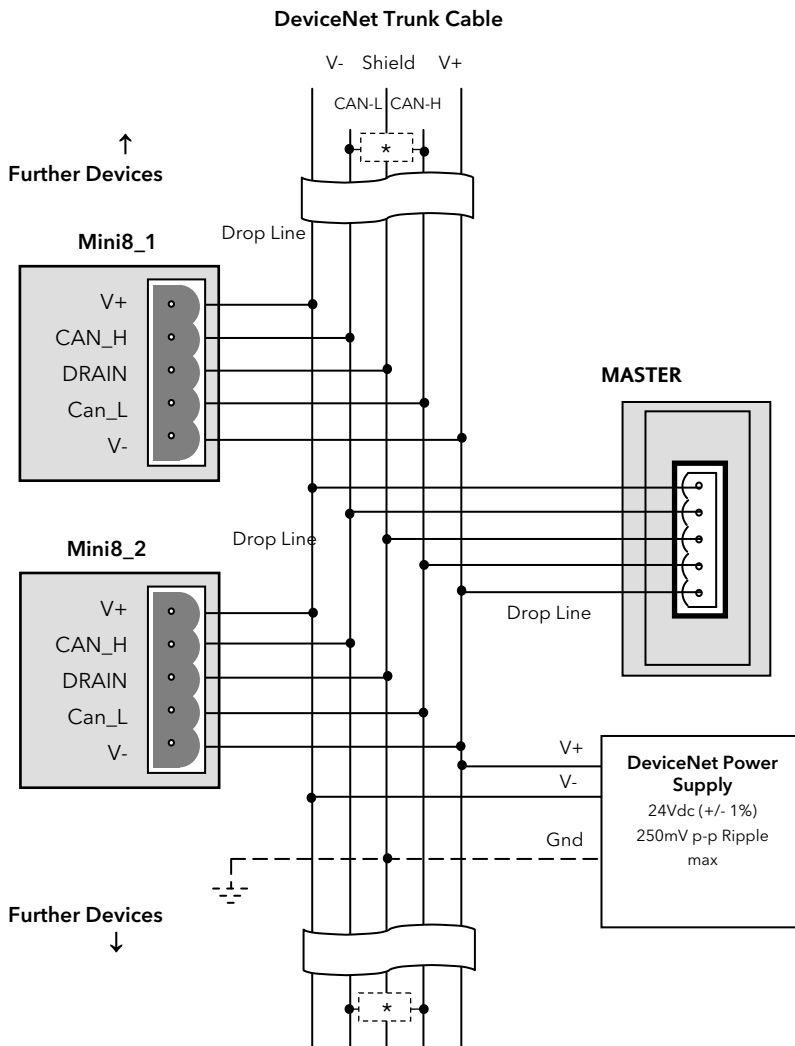 DeviceNet Trunk Cable
V- Shield V+
CAN-L CAN-H
*
↑
Further Devices
Drop Line
Mini8_1
V+
CAN_H
DRAIN
Can_L
V-
MASTER
Drop Line
Mini8_2
V+
CAN_H
DRAIN
Can_L
V-
Drop Line
V+
V-
Gnd
DeviceNet Power
Supply
24Vdc (+/- 1%)
250mV p-p Ripple
max
Further Devices
↓
*